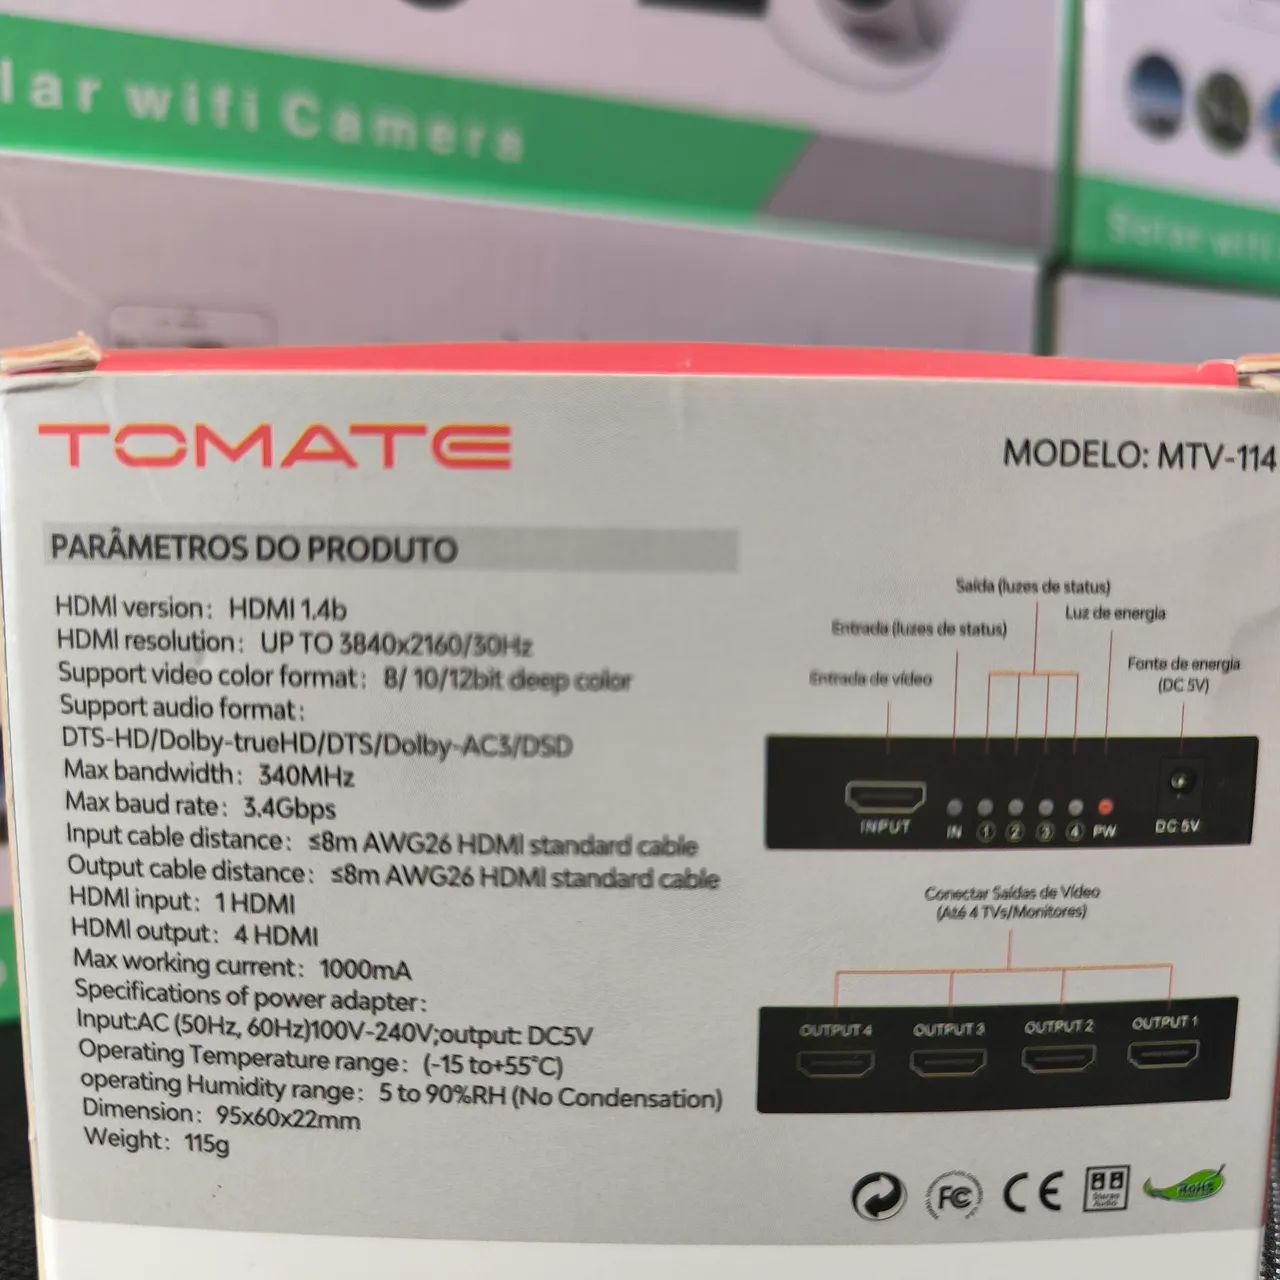 lar wifi Camera
Solar wifi
TOMATE
MODELO: MTV-114
PARÂMETROS DO PRODUTO
HDMI version: HDMI 1.4b
HDMI resolution: UP TO 3840x2160/30Hz
Support video color format: 8/ 10/12bit deep color
Support audio format:
DTS-HD/Dolby-trueHD/DTS/Dolby-AC3/DSD
Max bandwidth: 340MHz
Max baud rate: 3.4Gbps
Input cable distance: ≤8m AWG26 HDMI standard cable
Output cable distance: ≤8m AWG26 HDMI standard cable
HDMI input: 1 HDMI
HDMI output: 4 HDMI
Max working current: 1000mA
Specifications of power adapter:
Input:AC (50Hz, 60Hz)100V-240V;output: DC5V
Operating Temperature range: (-15 to+55°C)
operating Humidity range: 5 to 90%RH (No Condensation)
Dimension: 95x60x22mm
Weight: 115g
Saída (luzes de status)
Luz de energia
Entrada (luzes de status)
Fonte de energia
(DC 5V)
Entrada de vídeo
INPUT IN 1 2 3 4 PW DC 5V
Conectar Saídas de Vídeo
(Até 4 TVs/Monitores)
OUTPUT 4 OUTPUT 3 OUTPUT 2 OUTPUT 1
FC CE Stereo Audio RoHS